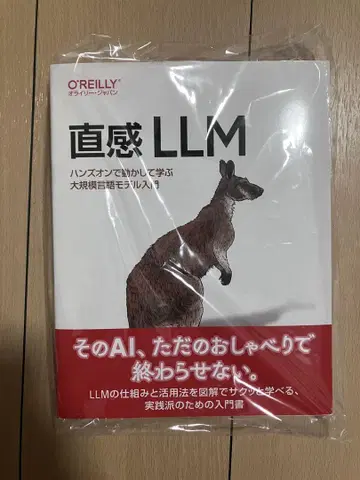 O'REILLY®
オライリー・ジャパン
直感 LLM
ハンズオンで動かして学ぶ
大規模言語モデル入門
そのAI、ただのおしゃべりで
終わらせない。
LLMの仕組みと活用法を図解でサクッと学べる、
実践派のための入門書